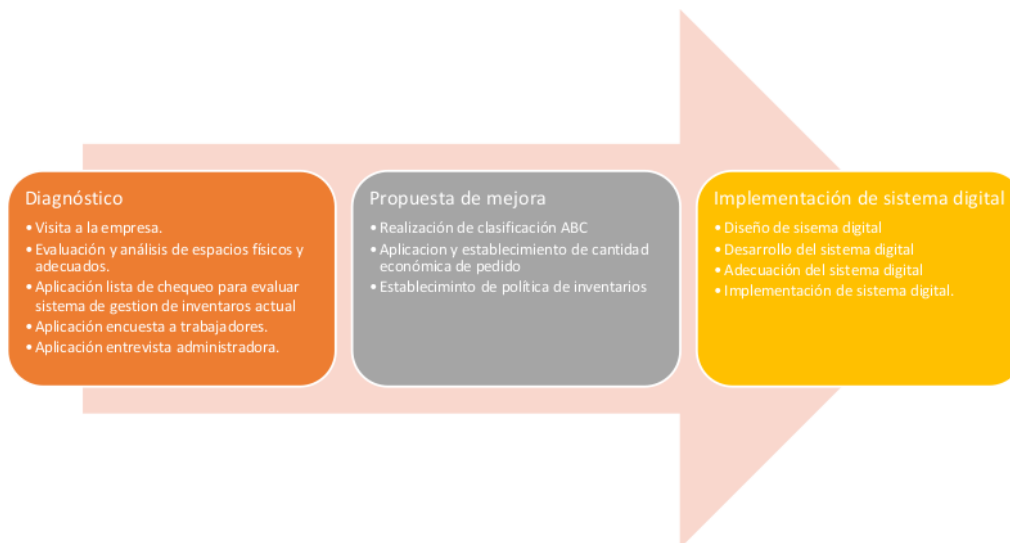 Diagnóstico
• Visita a la empresa.
• Evaluación y análisis de espacios físicos y
adecuados.
• Aplicación lista de chequeo para evaluar
sistema de gestion de inventaros actual
• Aplicación encuesta a trabajadores.
• Aplicación entrevista administradora.
Propuesta de mejora
• Realización de clasificación ABC
• Aplicacion y establecimiento de cantidad
económica de pedido
• Estableciminto de política de inventarios
Implementación de sistema digital
• Diseño de sisema digital
• Desarrollo del sistema digital
• Adecuación del sistema digital
• Implementación de sistema digital.